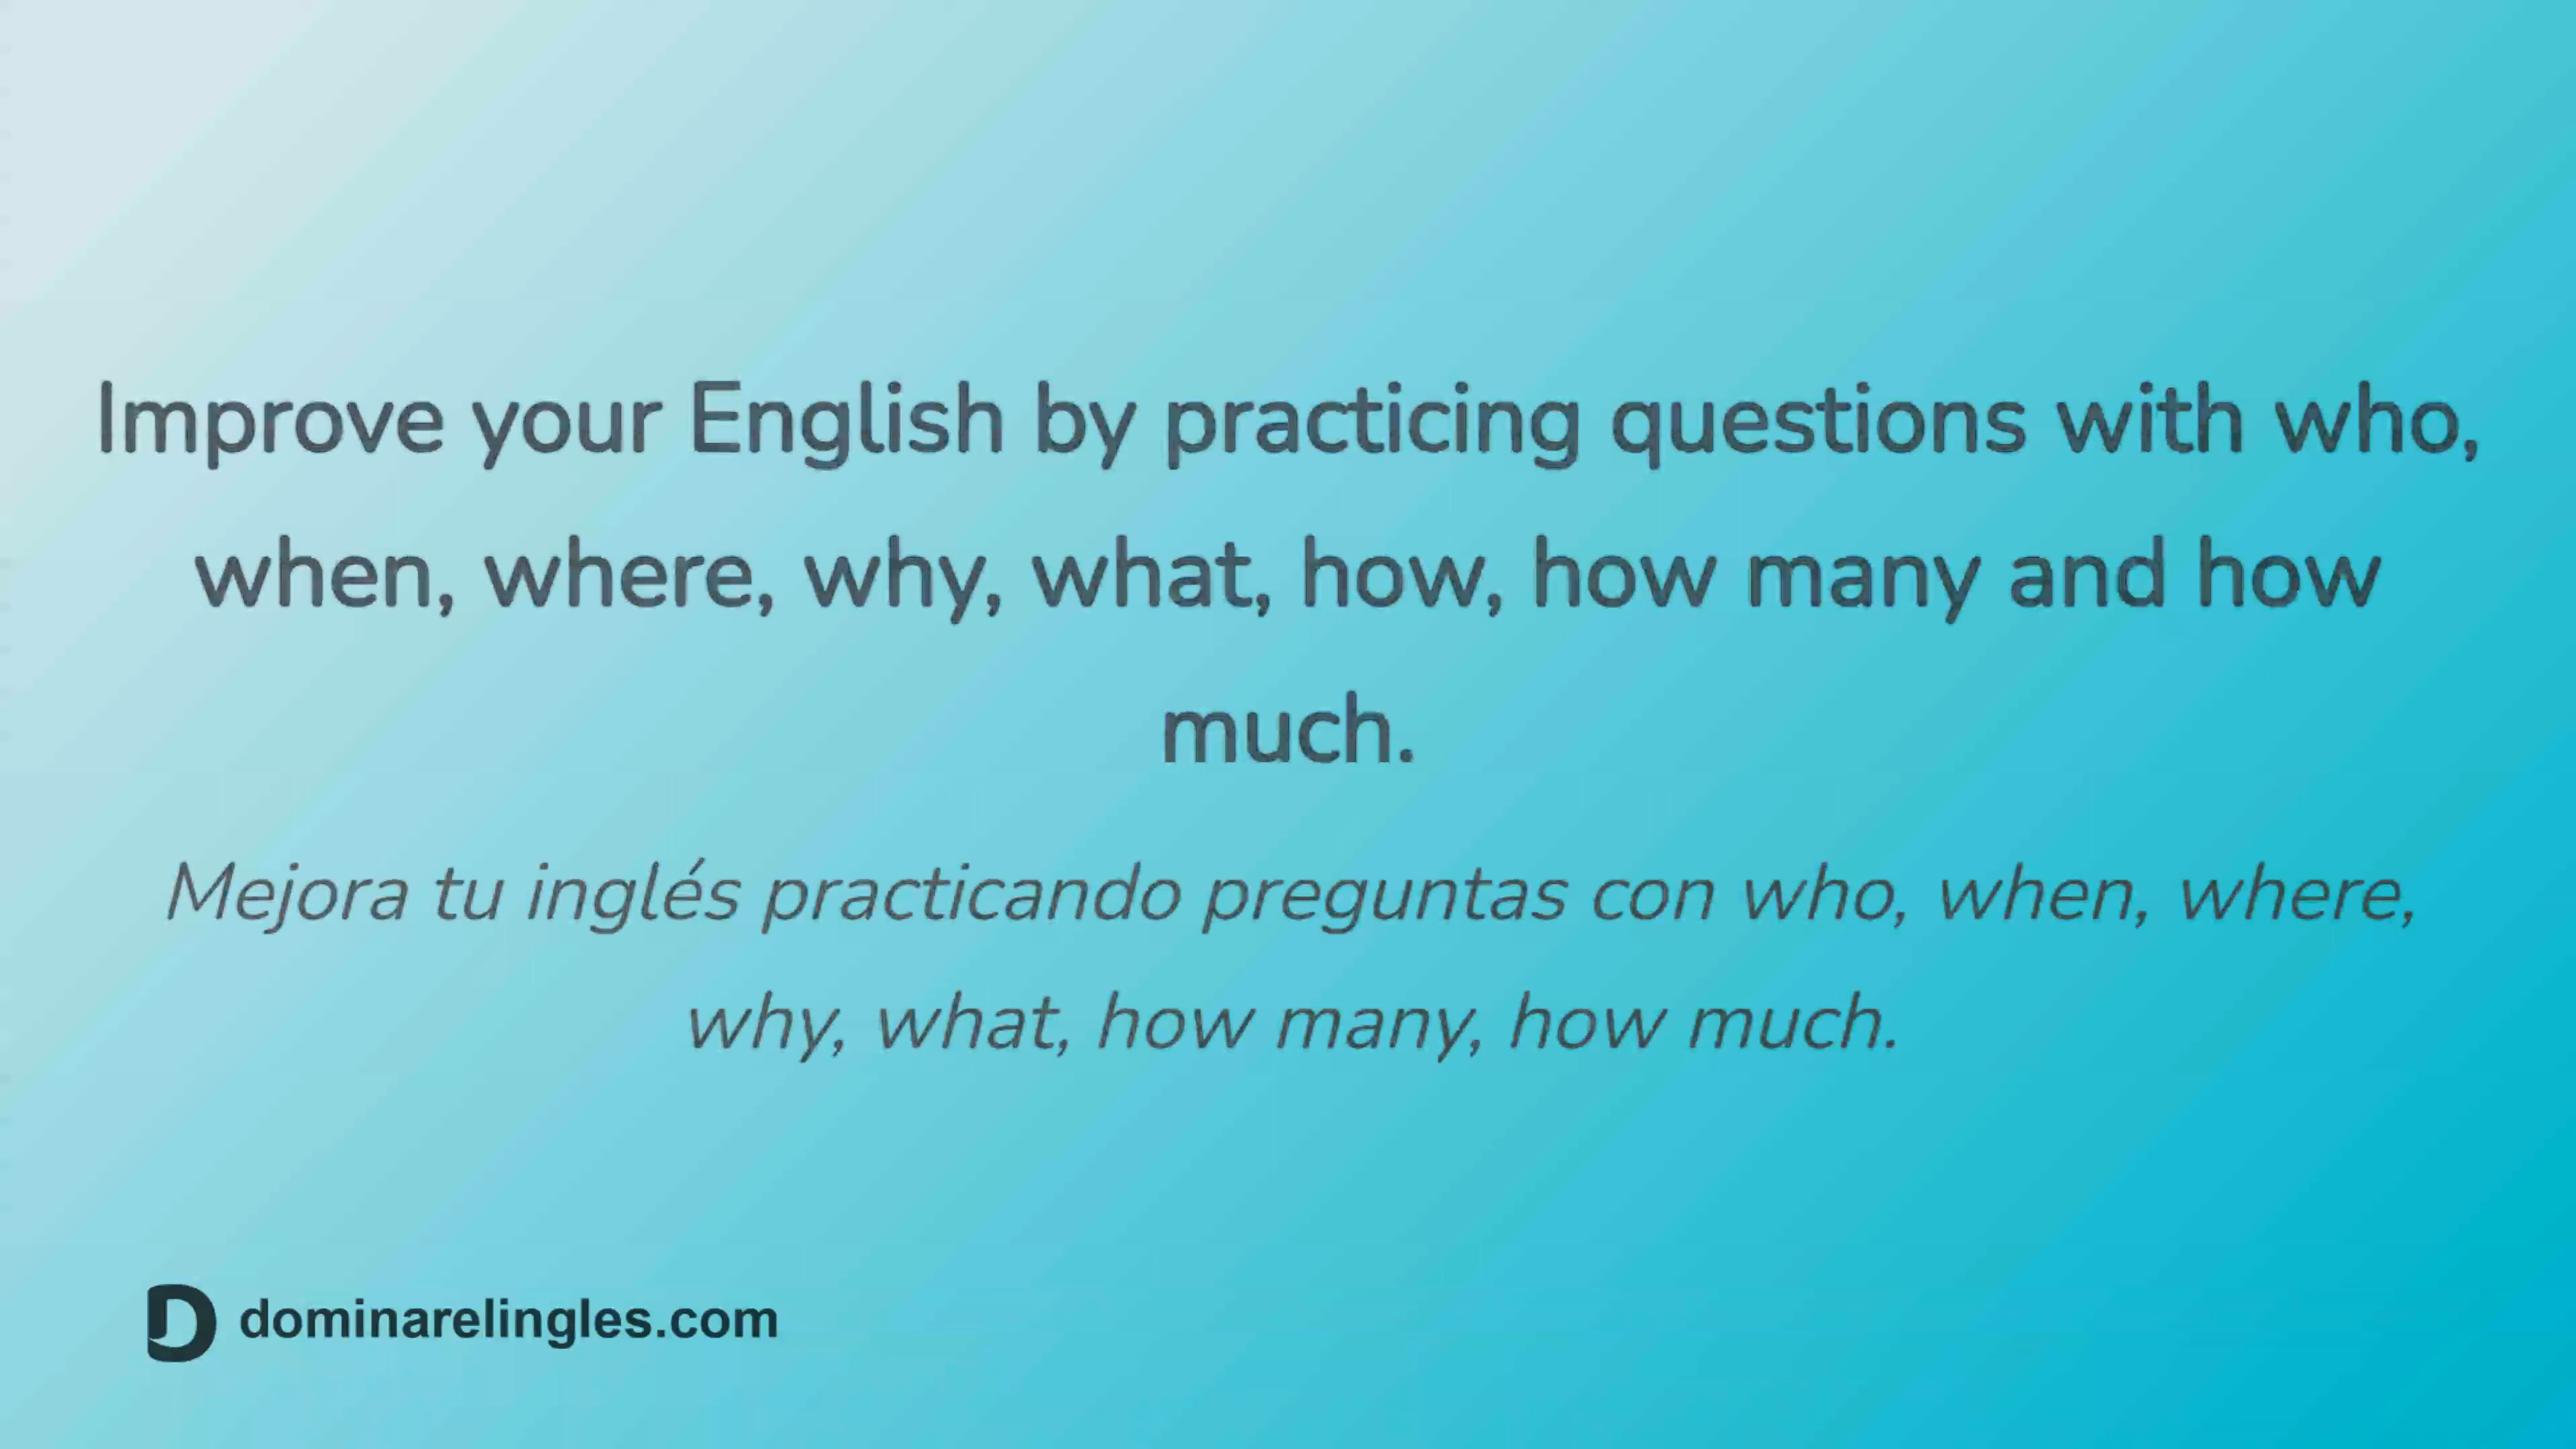 Improve your English by practicing questions with who,
when, where, why, what, how, how many and how
much.
Mejora tu inglés practicando preguntas con who, when, where,
why, what, how many, how much.
D dominarelingles.com